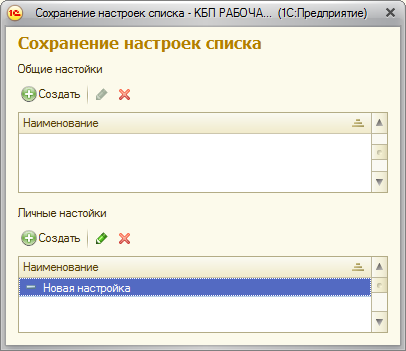 Сохранение настроек списка - КБП РАБОЧА... (1С:Предприятие)
Сохранение настроек списка
Общие настойки
Создать
Наименование
Личные настойки
Создать
Наименование
Новая настройка